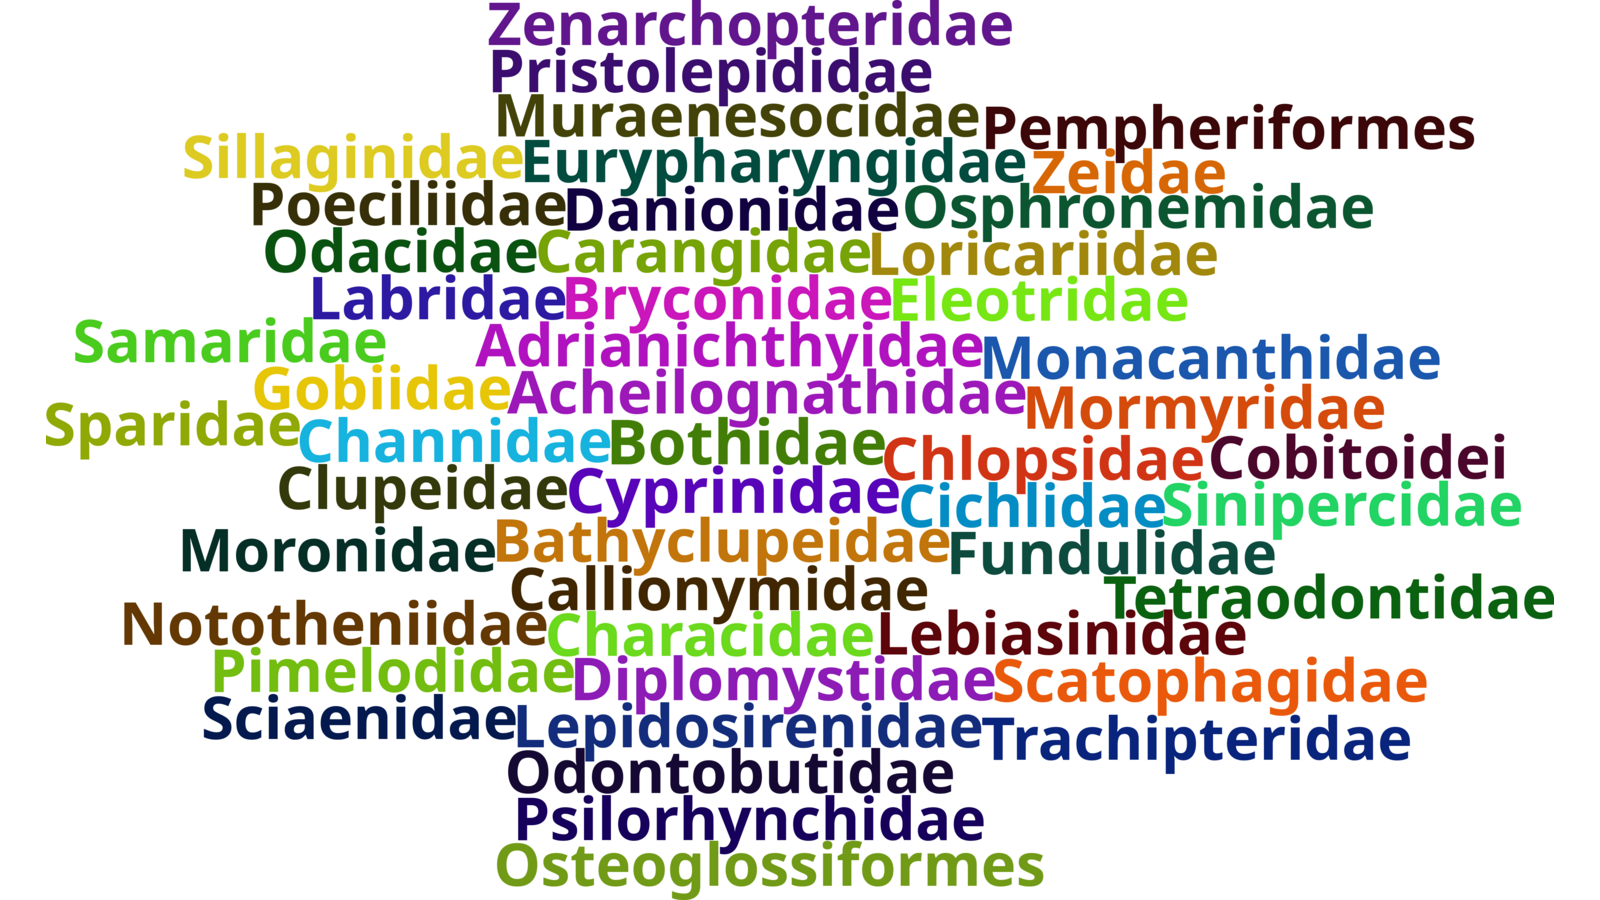 Zenarchopteridae
Pristolepididae
Muraenesocidae Pempheriformes
Sillaginidae Eurypharyngidae Zeidae
Poeciliidae Danionidae Osphronemidae
Odacidae Carangidae Loricariidae
Labridae Bryconidae Eleotridae
Samaridae Adrianichthyidae Monacanthidae
Gobiidae Acheilognathidae Mormyridae
Sparidae Channidae Bothidae Chlopsidae Cobitoidei
Clupeidae Cyprinidae Cichlidae Sinipercidae
Moronidae Bathyclupeidae Fundulidae
Callionymidae Tetraodontidae
Nototheniidae Characidae Lebiasinidae
Pimelodidae Diplomystidae Scatophagidae
Sciaenidae Lepidosirenidae Trachipteridae
Odontobutidae
Psilorhynchidae
Osteoglossiformes